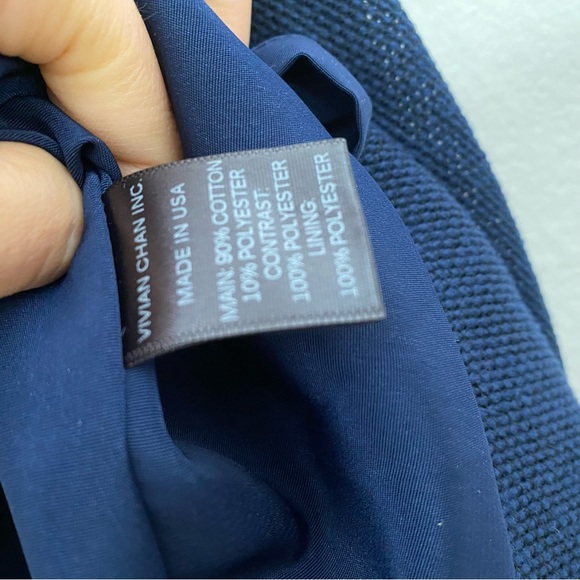 VIVIAN CHAN INC.
MADE IN USA
MAIN: 90% COTTON
10% POLYESTER
CONTRAST:
100% POLYESTER
LINING:
100% POLYESTER